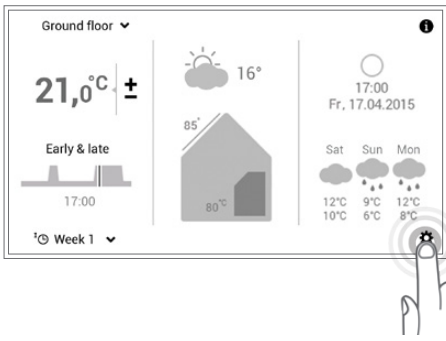 Ground floor
21,0°C ±
Early & late
17:00
Week 1
16°
85°
80°C
17:00
Fr, 17.04.2015
Sat Sun Mon
12°C 9°C 12°C
10°C 6°C 8°C